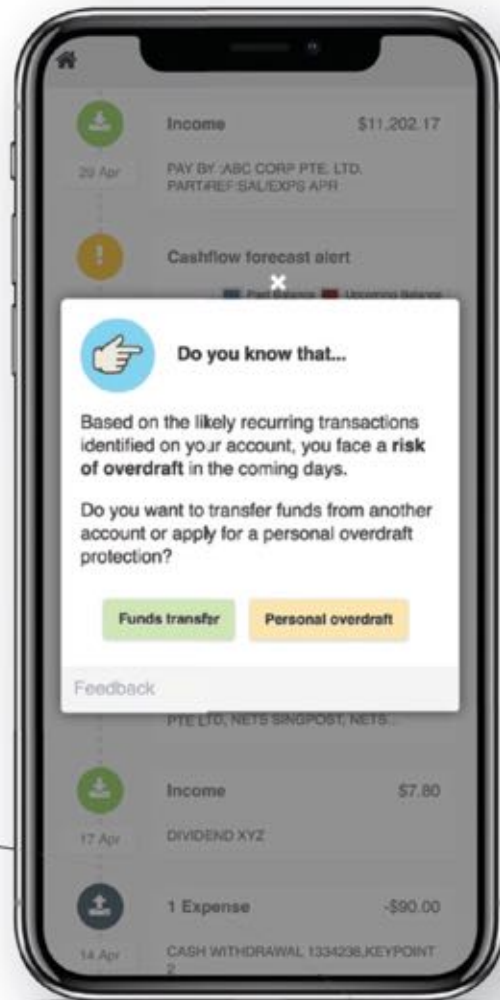 Income $11,202.17
29 Apr
PAY BY :ABC CORP PTE. LTD.
PART:REF:SAL/EXPS APR
Cashflow forecast alert
Past Balance Upcoming Balance
Do you know that...
Based on the likely recurring transactions
identified on your account, you face a risk
of overdraft in the coming days.
Do you want to transfer funds from another
account or apply for a personal overdraft
protection?
Funds transfer Personal overdraft
Feedback
PTE LTD, NETS SINGPOST, NETS...
Income $7.80
17 Apr
DIVIDEND XYZ
1 Expense -$90.00
14 Apr
CASH WITHDRAWAL 1334238,KEYPOINT
2